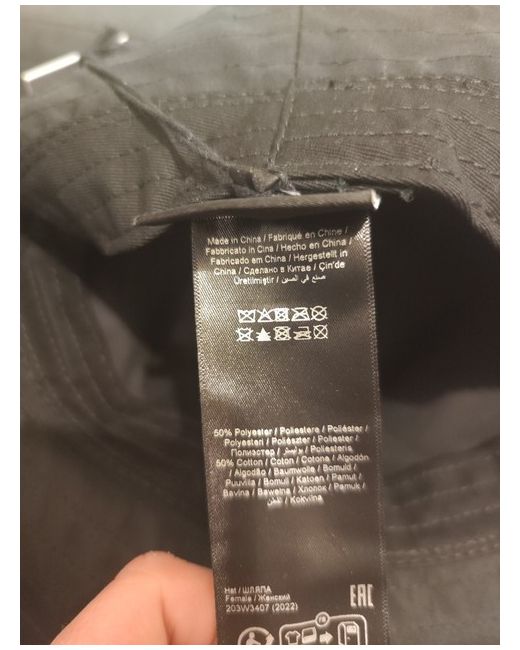 Made in China / Fabriqué en Chine /
Fabbricato in Cina / Hecho en China /
Fabricado em China / Hergestellt in
China / Сделано в Китае / Çin'de
Üretilmiştir / صنع في الصين
50% Polyester / Poliestere / Poliéster /
Polyesteri / Poliészter / Poliester /
Полиэстер / بوليستر / Poliesteris
50% Cotton / Coton / Cotone / Algodón
/ Algodão / Baumwolle / Bomuld /
Puuvilla / Bomull / Katoen / Pamut /
Bavlna / Bawełna / Хлопок / Pamuk /
قطن / Kokvilna
Hat / ШЛЯПА
Female / Женский
203W3407 (2022)
EAC
FR